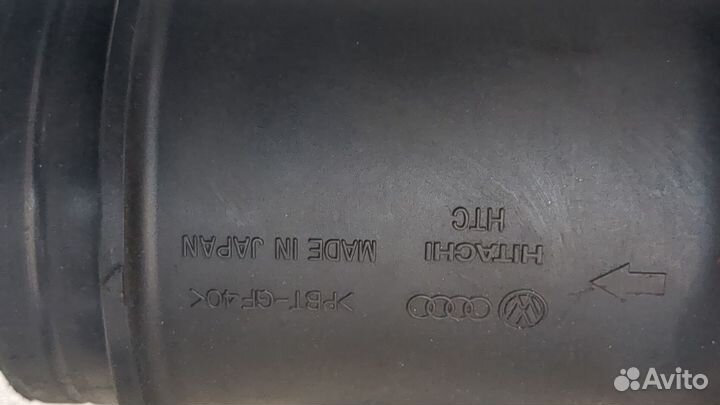 >PBT-GF40<
HITACHI MADE IN JAPAN
HTC
Avito